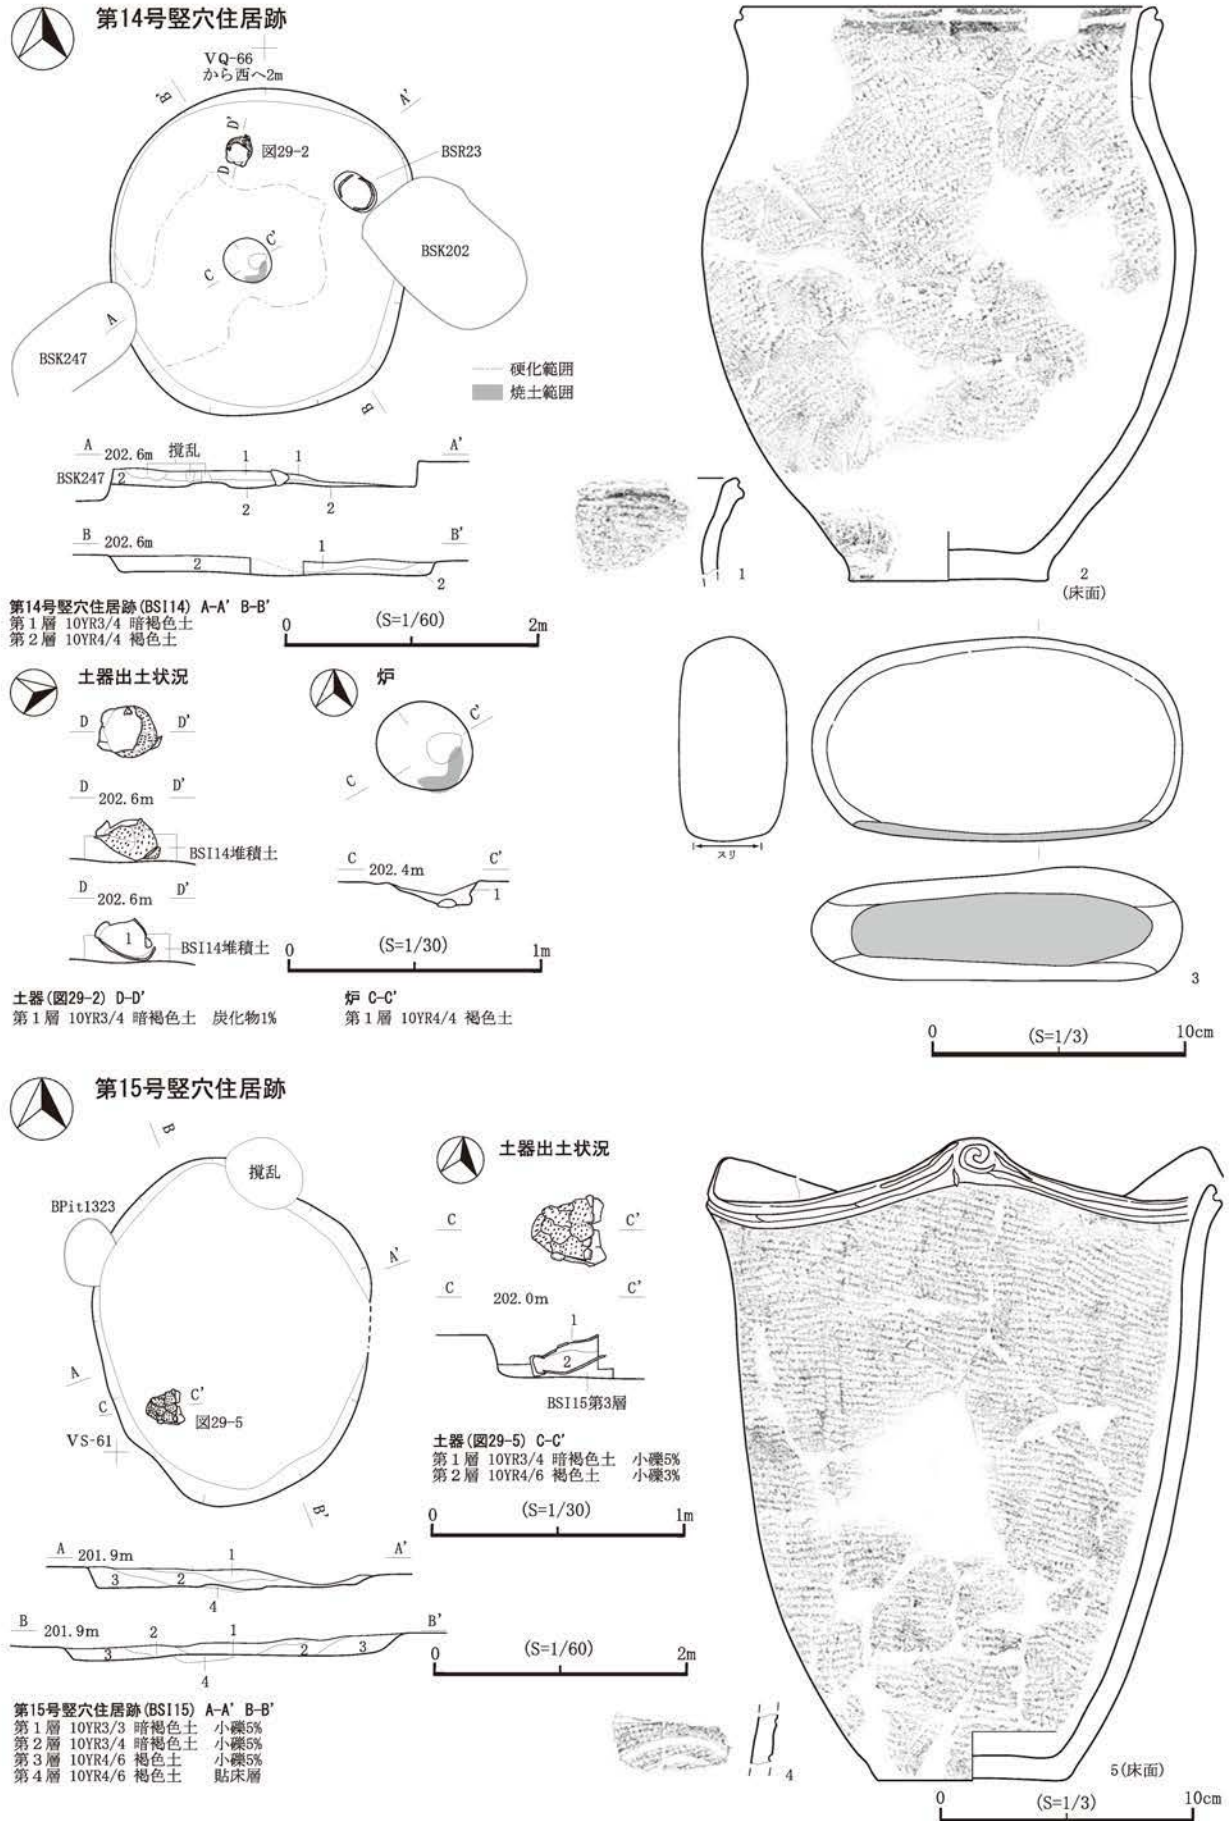 第14号竪穴住居跡
VQ-66
から西へ2m
B'
A'
D'
図29-2
D
BSR23
C'
C
BSK202
A
BSK247
B
硬化範囲
焼土範囲
A 202.6m 撹乱 1 1 A'
BSK247 2
2 2
B 202.6m 1 B'
2
2
第14号竪穴住居跡(BSI14) A-A' B-B'
第1層 10YR3/4 暗褐色土
第2層 10YR4/4 褐色土
0 (S=1/60) 2m
土器出土状況
D D'
D 202.6m D'
BSI14堆積土
D 202.6m D'
1
BSI14堆積土
土器(図29-2) D-D'
第1層 10YR3/4 暗褐色土 炭化物1%
炉
C'
C
C 202.4m C'
1
0 (S=1/30) 1m
炉 C-C'
第1層 10YR4/4 褐色土
1
2
(床面)
スリ
3
0 (S=1/3) 10cm
第15号竪穴住居跡
B
撹乱
BPit1323
A'
A
C
C'
図29-5
VS-61
B'
A 201.9m 1 A'
3 2
4
B 201.9m 2 1 B'
3 2 3
4
第15号竪穴住居跡(BSI15) A-A' B-B'
第1層 10YR3/3 暗褐色土 小礫5%
第2層 10YR3/4 暗褐色土 小礫5%
第3層 10YR4/6 褐色土 小礫5%
第4層 10YR4/6 褐色土 貼床層
土器出土状況
C C'
C 202.0m C'
1
2
BSI15第3層
土器(図29-5) C-C'
第1層 10YR3/4 暗褐色土 小礫5%
第2層 10YR4/6 褐色土 小礫3%
0 (S=1/30) 1m
0 (S=1/60) 2m
4
5(床面)
0 (S=1/3) 10cm